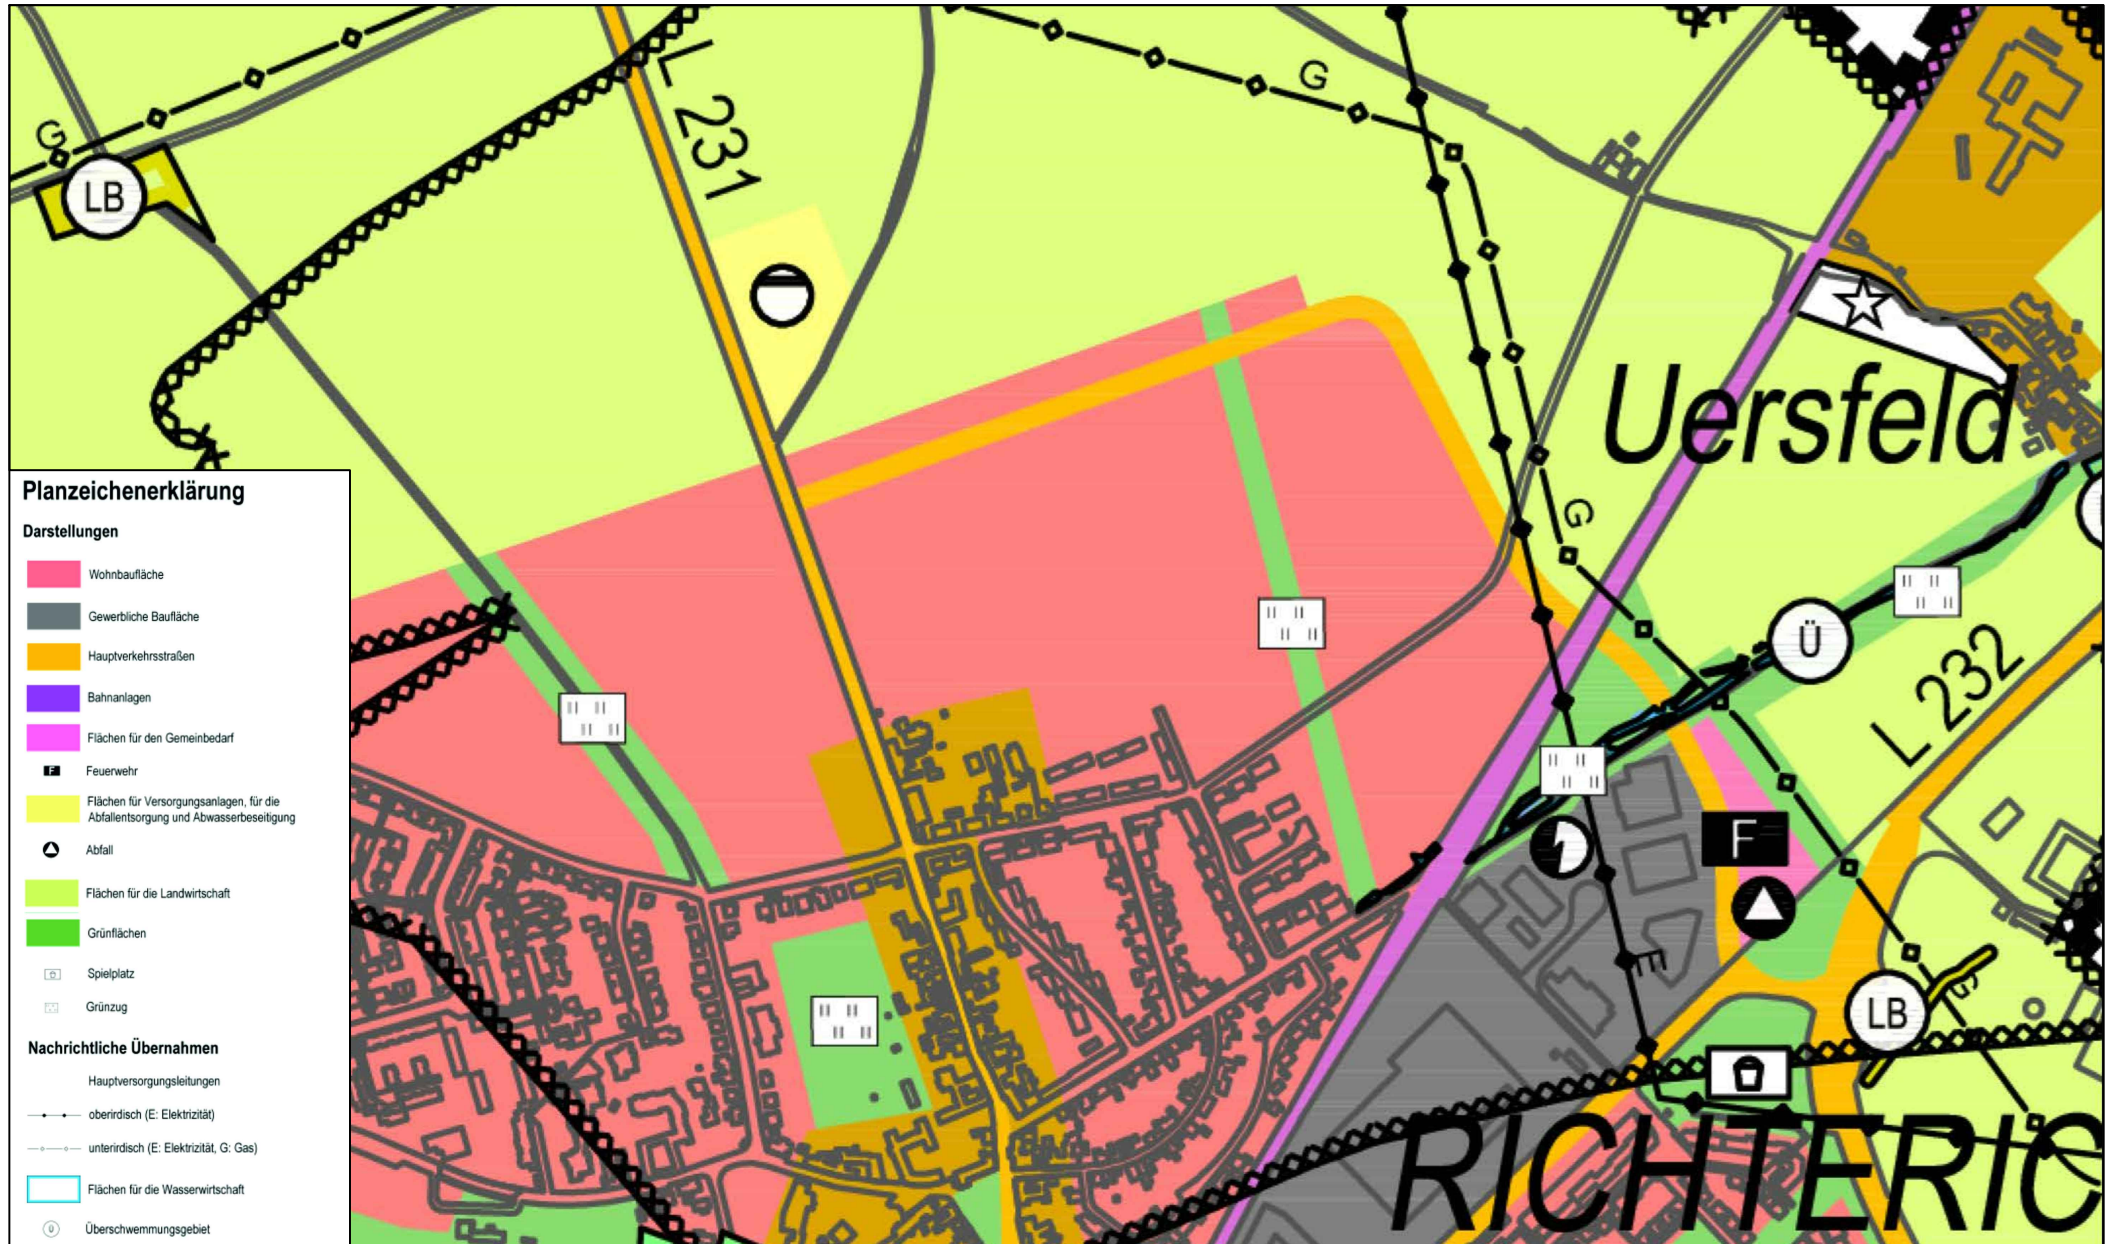 G
LB
L 231
G
Uersfeld
G
Ü
L 232
F
E
LB
G
RICHTERIC
Planzeichenerklärung
Darstellungen
Wohnbaufläche
Gewerbliche Baufläche
Hauptverkehrsstraßen
Bahnanlagen
Flächen für den Gemeinbedarf
F Feuerwehr
Flächen für Versorgungsanlagen, für die
Abfallentsorgung und Abwasserbeseitigung
Abfall
Flächen für die Landwirtschaft
Grünflächen
Spielplatz
Grünzug
Nachrichtliche Übernahmen
Hauptversorgungsleitungen
oberirdisch (E: Elektrizität)
unterirdisch (E: Elektrizität, G: Gas)
Flächen für die Wasserwirtschaft
Ü Überschwemmungsgebiet